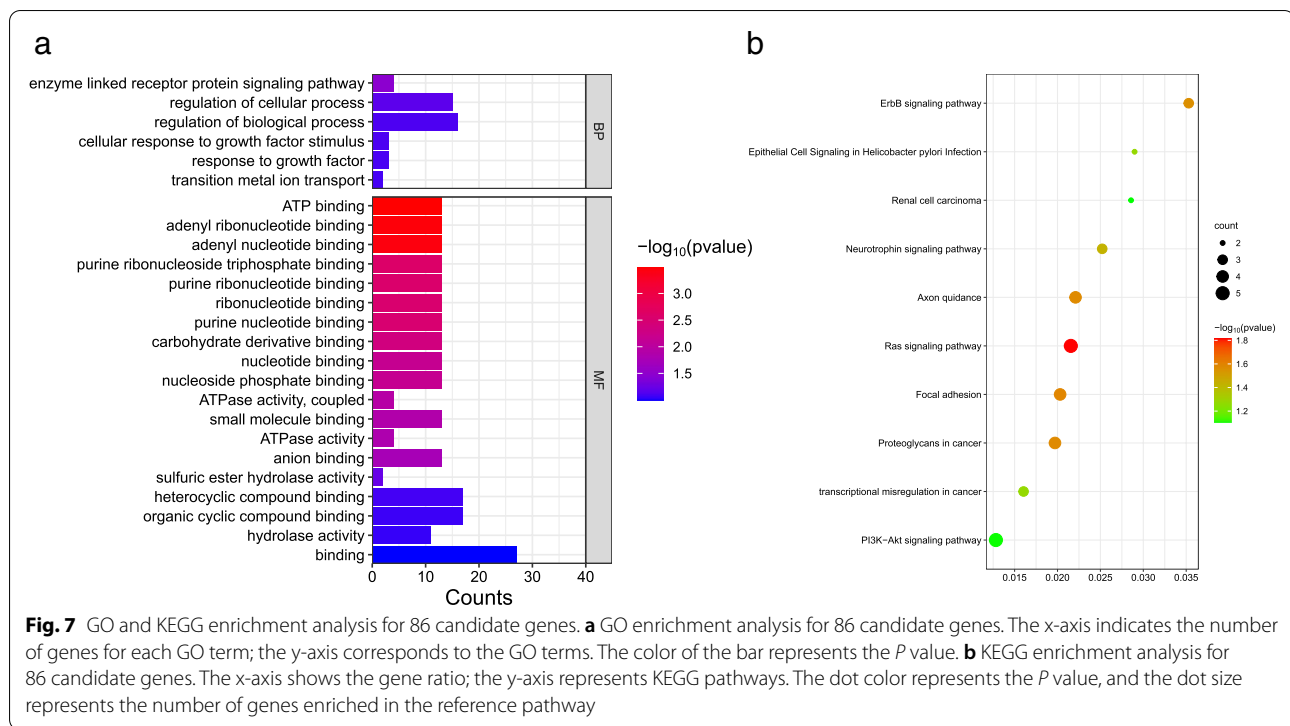 a
enzyme linked receptor protein signaling pathway
regulation of cellular process
regulation of biological process
cellular response to growth factor stimulus
response to growth factor
transition metal ion transport
BP
ATP binding
adenyl ribonucleotide binding
adenyl nucleotide binding
purine ribonucleoside triphosphate binding
purine ribonucleotide binding
ribonucleotide binding
purine nucleotide binding
carbohydrate derivative binding
nucleotide binding
nucleoside phosphate binding
ATPase activity, coupled
small molecule binding
ATPase activity
anion binding
sulfuric ester hydrolase activity
heterocyclic compound binding
organic cyclic compound binding
hydrolase activity
binding
MF
0 10 20 30 40
Counts
−log10(pvalue)
3.0
2.5
2.0
1.5
b
ErbB signaling pathway
Epithelial Cell Signaling in Helicobacter pylori Infection
Renal cell carcinoma
Neurotrophin signaling pathway
Axon quidance
Ras signaling pathway
Focal adhesion
Proteoglycans in cancer
transcriptional misregulation in cancer
PI3K−Akt signaling pathway
0.015 0.020 0.025 0.030 0.035
count
2
3
4
5
−log10(pvalue)
1.8
1.6
1.4
1.2
Fig. 7 GO and KEGG enrichment analysis for 86 candidate genes. a GO enrichment analysis for 86 candidate genes. The x-axis indicates the number
of genes for each GO term; the y-axis corresponds to the GO terms. The color of the bar represents the P value. b KEGG enrichment analysis for
86 candidate genes. The x-axis shows the gene ratio; the y-axis represents KEGG pathways. The dot color represents the P value, and the dot size
represents the number of genes enriched in the reference pathway